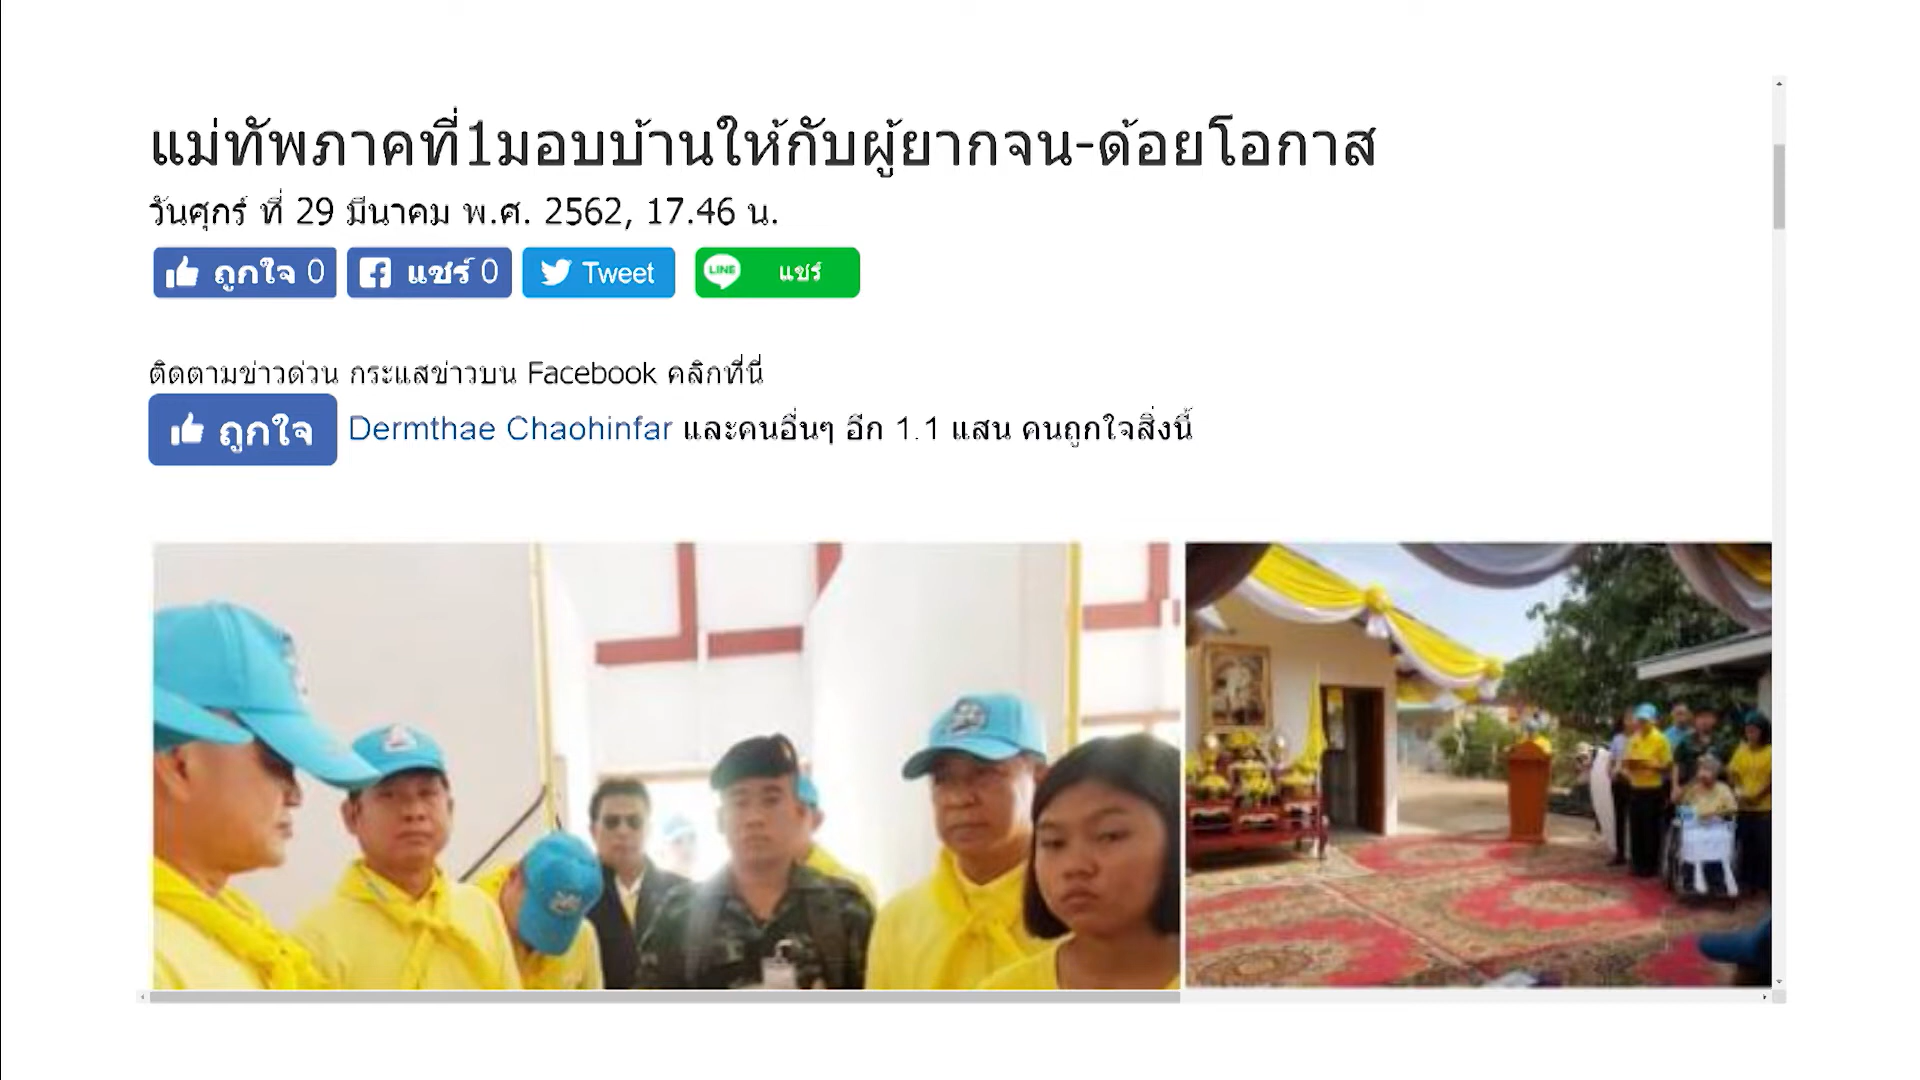 แม่ทัพภาคที่1มอบบ้านให้กับผู้ยากจน-ด้อยโอกาส
วันศุกร์ ที่ 29 มีนาคม พ.ศ. 2562, 17.46 น.
ถูกใจ 0 แชร์ 0 Tweet LINE แชร์
ติดตามข่าวด่วน กระแสข่าวบน Facebook คลิกที่นี่
ถูกใจ Dermthae Chaohinfar และคนอื่นๆ อีก 1.1 แสน คนถูกใจสิ่งนี้